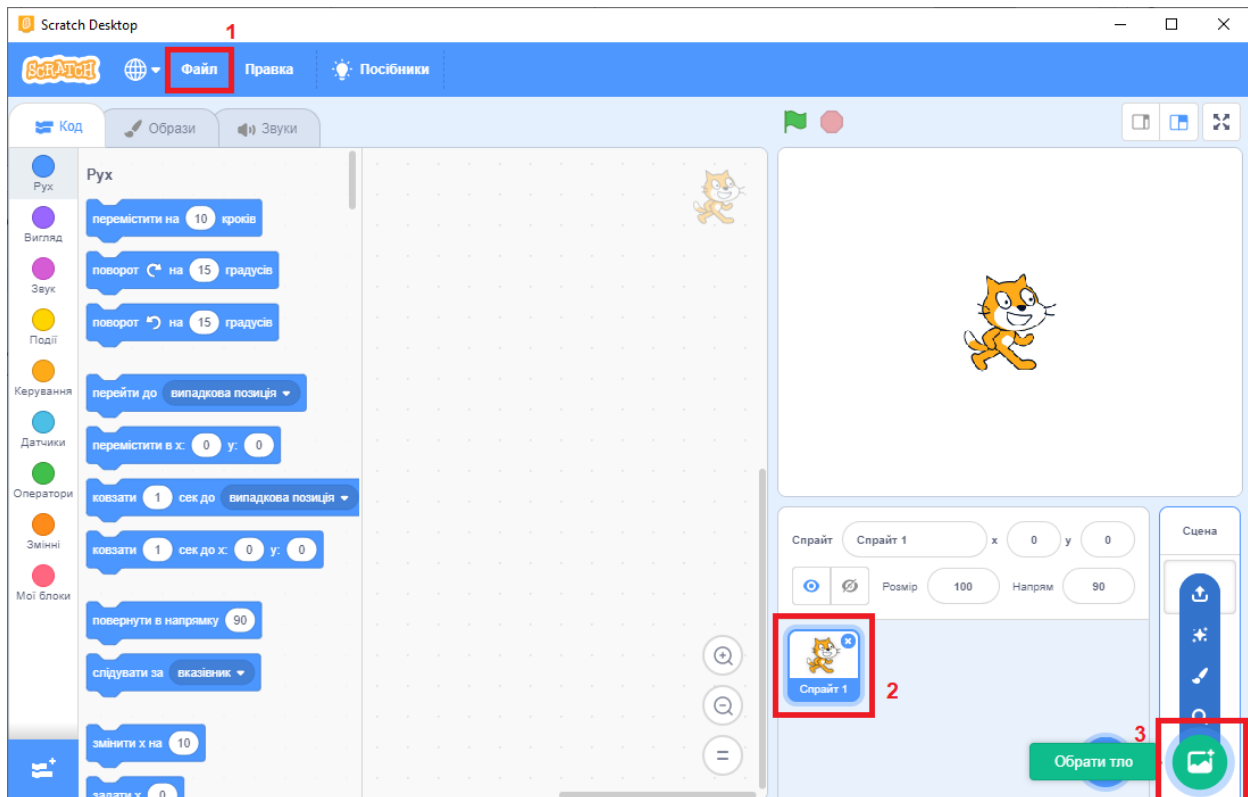 Scratch Desktop
1
SCRATCH
Файл
Правка
Посібники
Код
Образи
Звуки
Рух
Вигляд
Звук
Події
Керування
Датчики
Оператори
Змінні
Мої блоки
Рух
перемістити на 10 кроків
поворот на 15 градусів
поворот на 15 градусів
перейти до випадкова позиція
перемістити в x: 0 y: 0
ковзати 1 сек до випадкова позиція
ковзати 1 сек до x: 0 y: 0
повернути в напрямку 90
слідувати за вказівник
змінити x на 10
задати x 0
Спрайт Спрайт 1 x 0 y 0
Розмір 100 Напрям 90
Спрайт 1
2
Сцена
3
Обрати тло